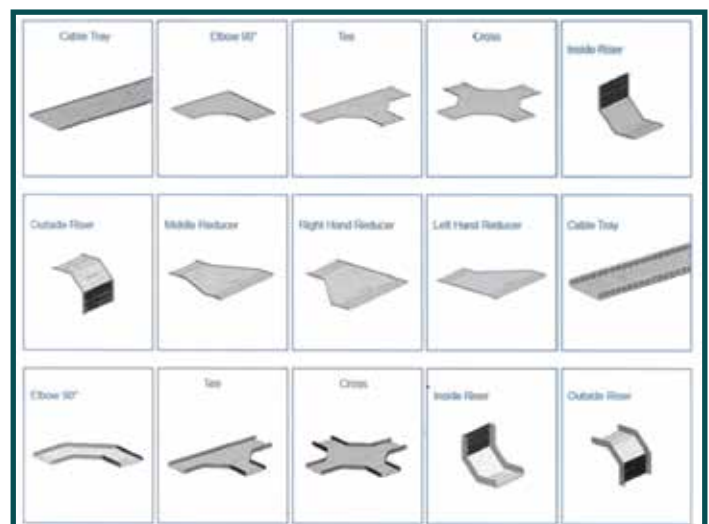 Cable Tray
Elbow 90°
Tee
Cross
Inside Riser
Outside Riser
Middle Reducer
Right Hand Reducer
Left Hand Reducer
Cable Tray
Elbow 90°
Tee
Cross
Inside Riser
Outside Riser